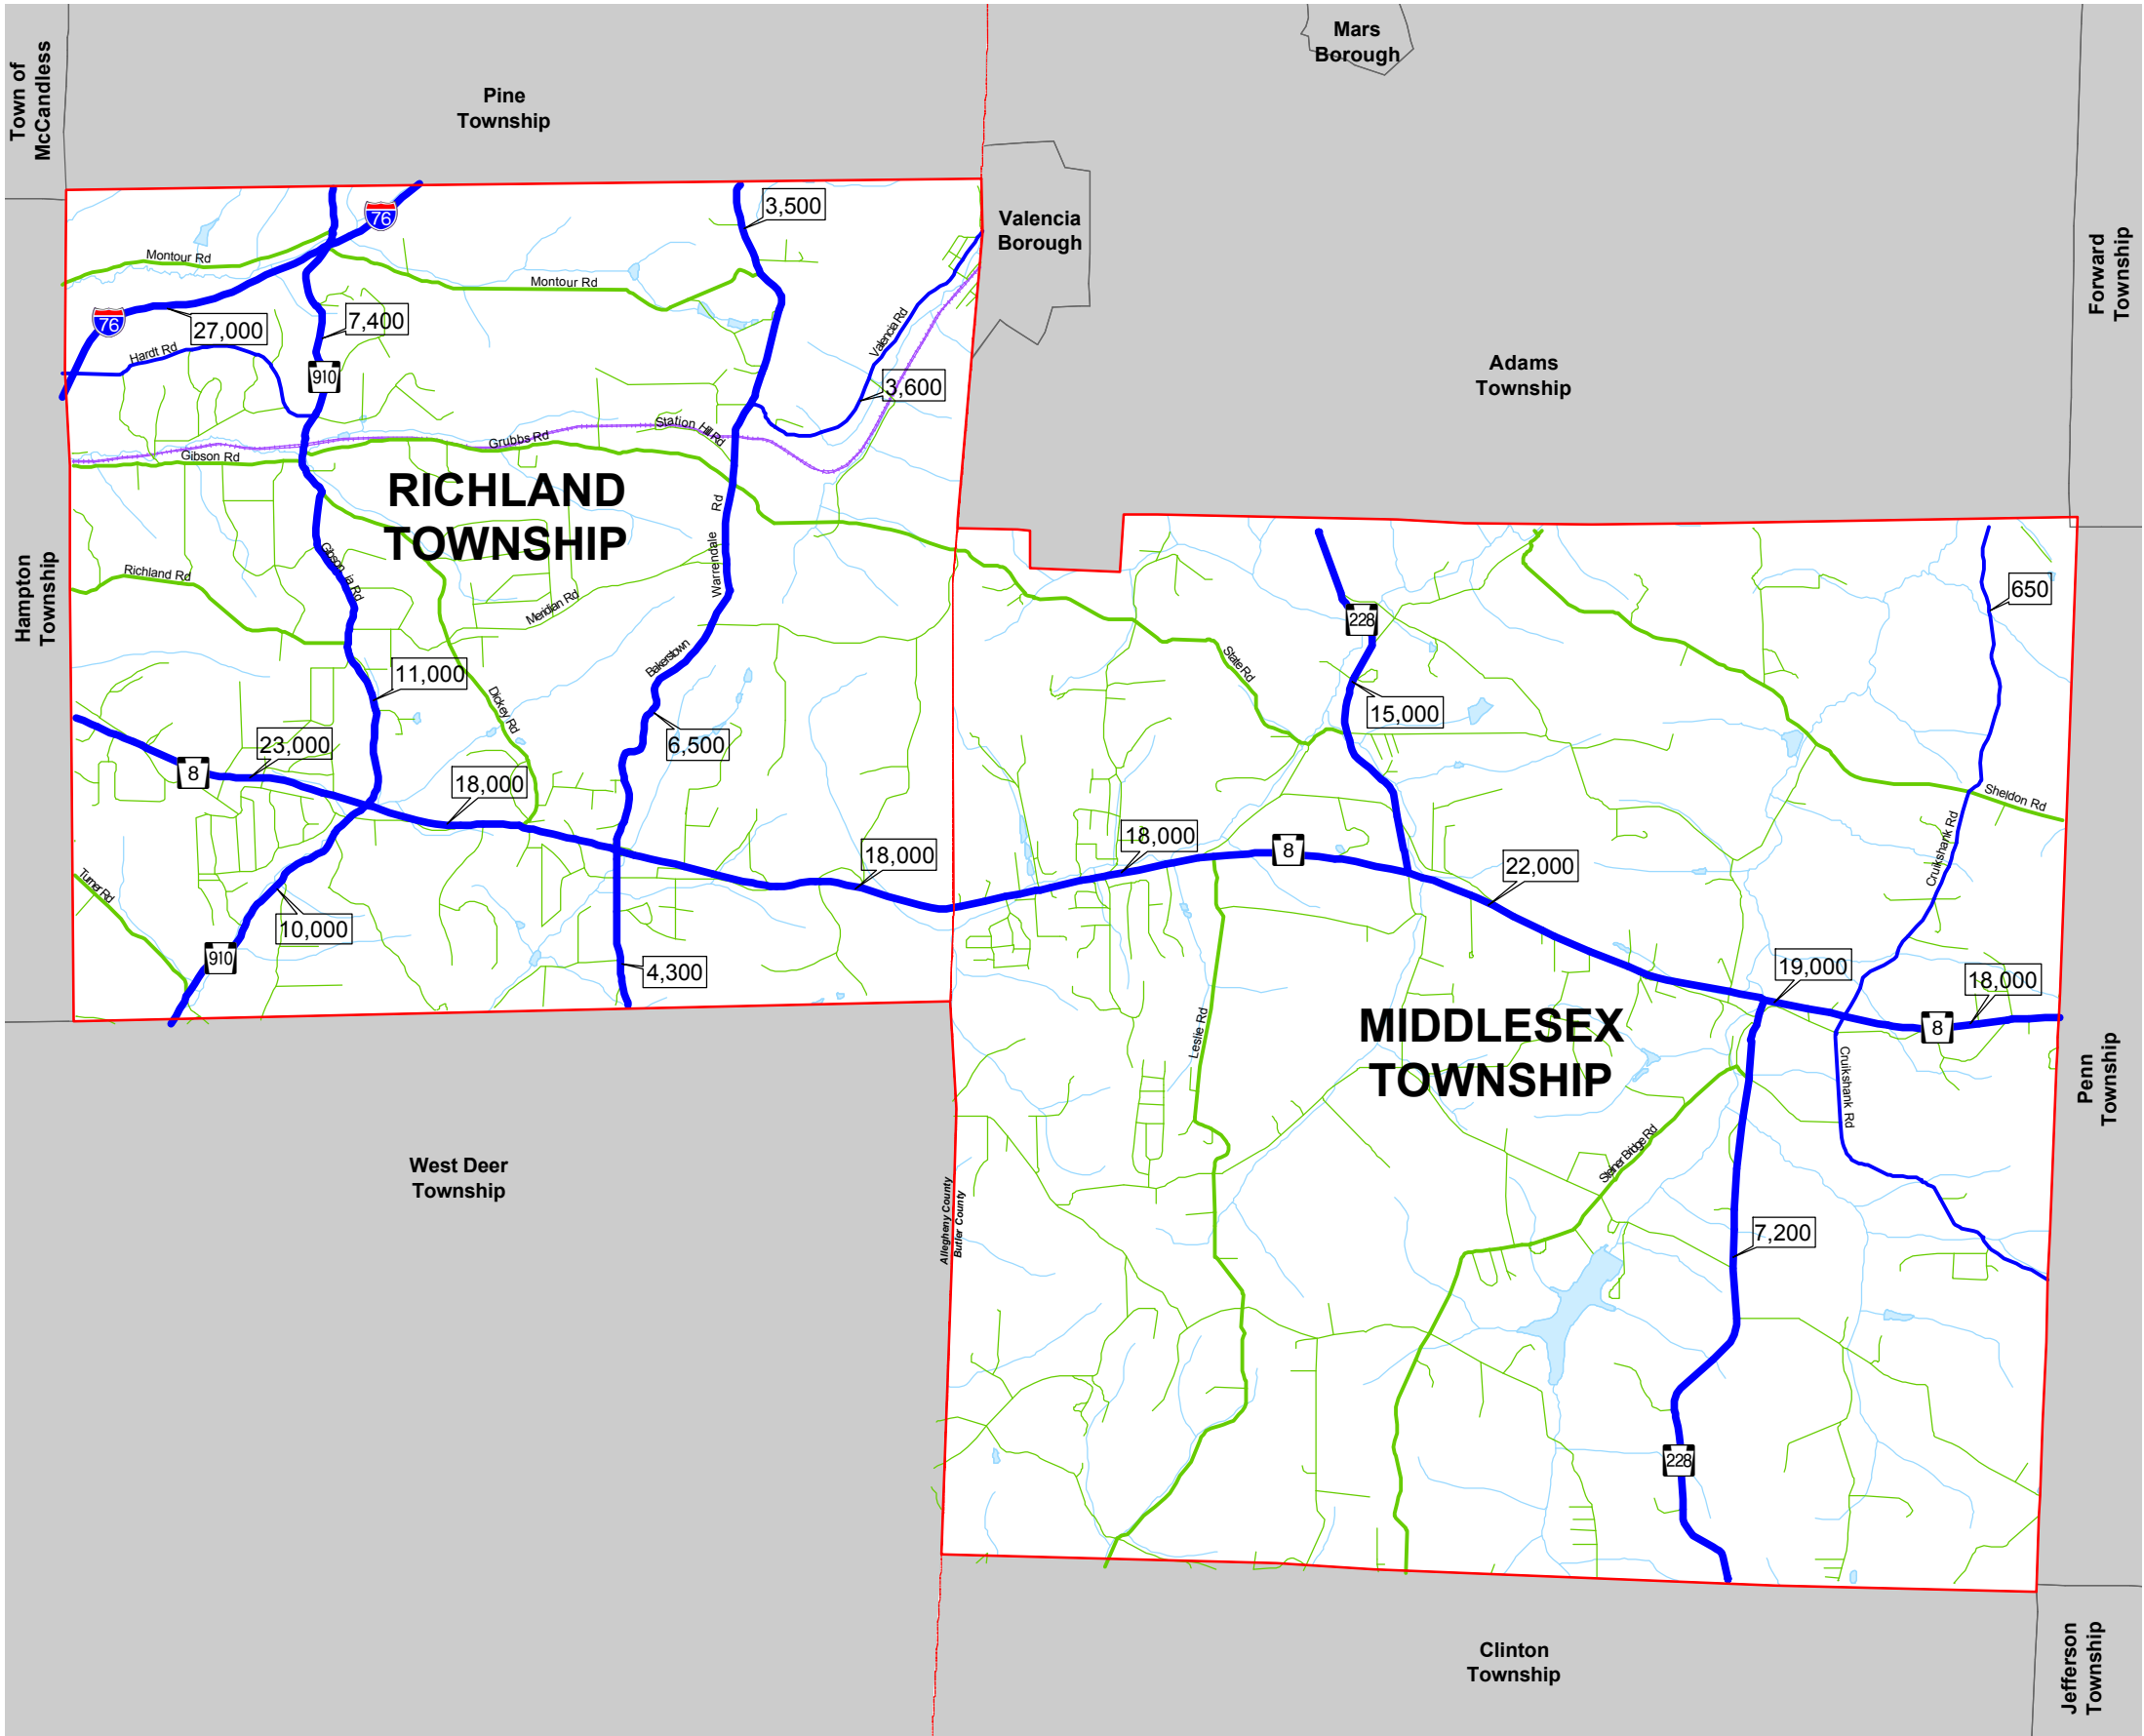 Town of
McCandless
Pine
Township
Mars
Borough
Valencia
Borough
Adams
Township
Forward
Township
Hampton
Township
Penn
Township
West Deer
Township
Clinton
Township
Jefferson
Township
Allegheny County
Butler County
RICHLAND
TOWNSHIP
MIDDLESEX
TOWNSHIP
76
3,500
Montour Rd
Montour Rd
76
27,000
7,400
Hardt Rd
910
Valencia Rd
3,600
Station Hill Rd
Grubbs Rd
Gibson Rd
Warrendale Rd
Gibsonia Rd
Richland Rd
Meridian Rd
Bakerstown
11,000
Dickey Rd
6,500
23,000
8
18,000
18,000
Turner Rd
10,000
910
4,300
228
650
State Rd
15,000
Sheldon Rd
Cruikshank Rd
18,000
8
22,000
19,000
18,000
8
Leslie Rd
Cruikshank Rd
Steiner Bridge Rd
7,200
228